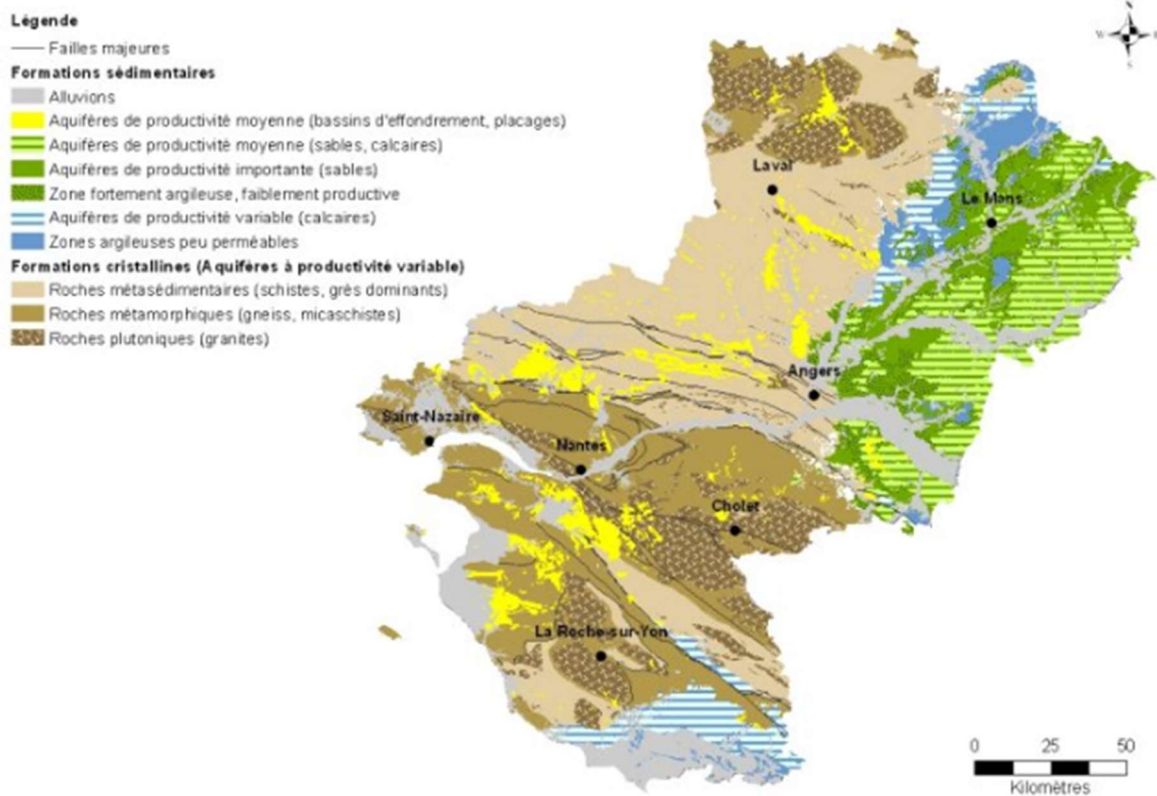 Légende
Failles majeures
Formations sédimentaires
Alluvions
Aquifères de productivité moyenne (bassins d'effondrement, placages)
Aquifères de productivité moyenne (sables, calcaires)
Aquifères de productivité importante (sables)
Zone fortement argileuse, faiblement productive
Aquifères de productivité variable (calcaires)
Zones argileuses peu perméables
Formations cristallines (Aquifères à productivité variable)
Roches métasédimentaires (schistes, grès dominants)
Roches métamorphiques (gneiss, micaschistes)
Roches plutoniques (granites)
N
W
E
S
Laval
Le Mans
Angers
Saint-Nazaire
Nantes
Cholet
La Roche-sur-Yon
0 25 50
Kilomètres